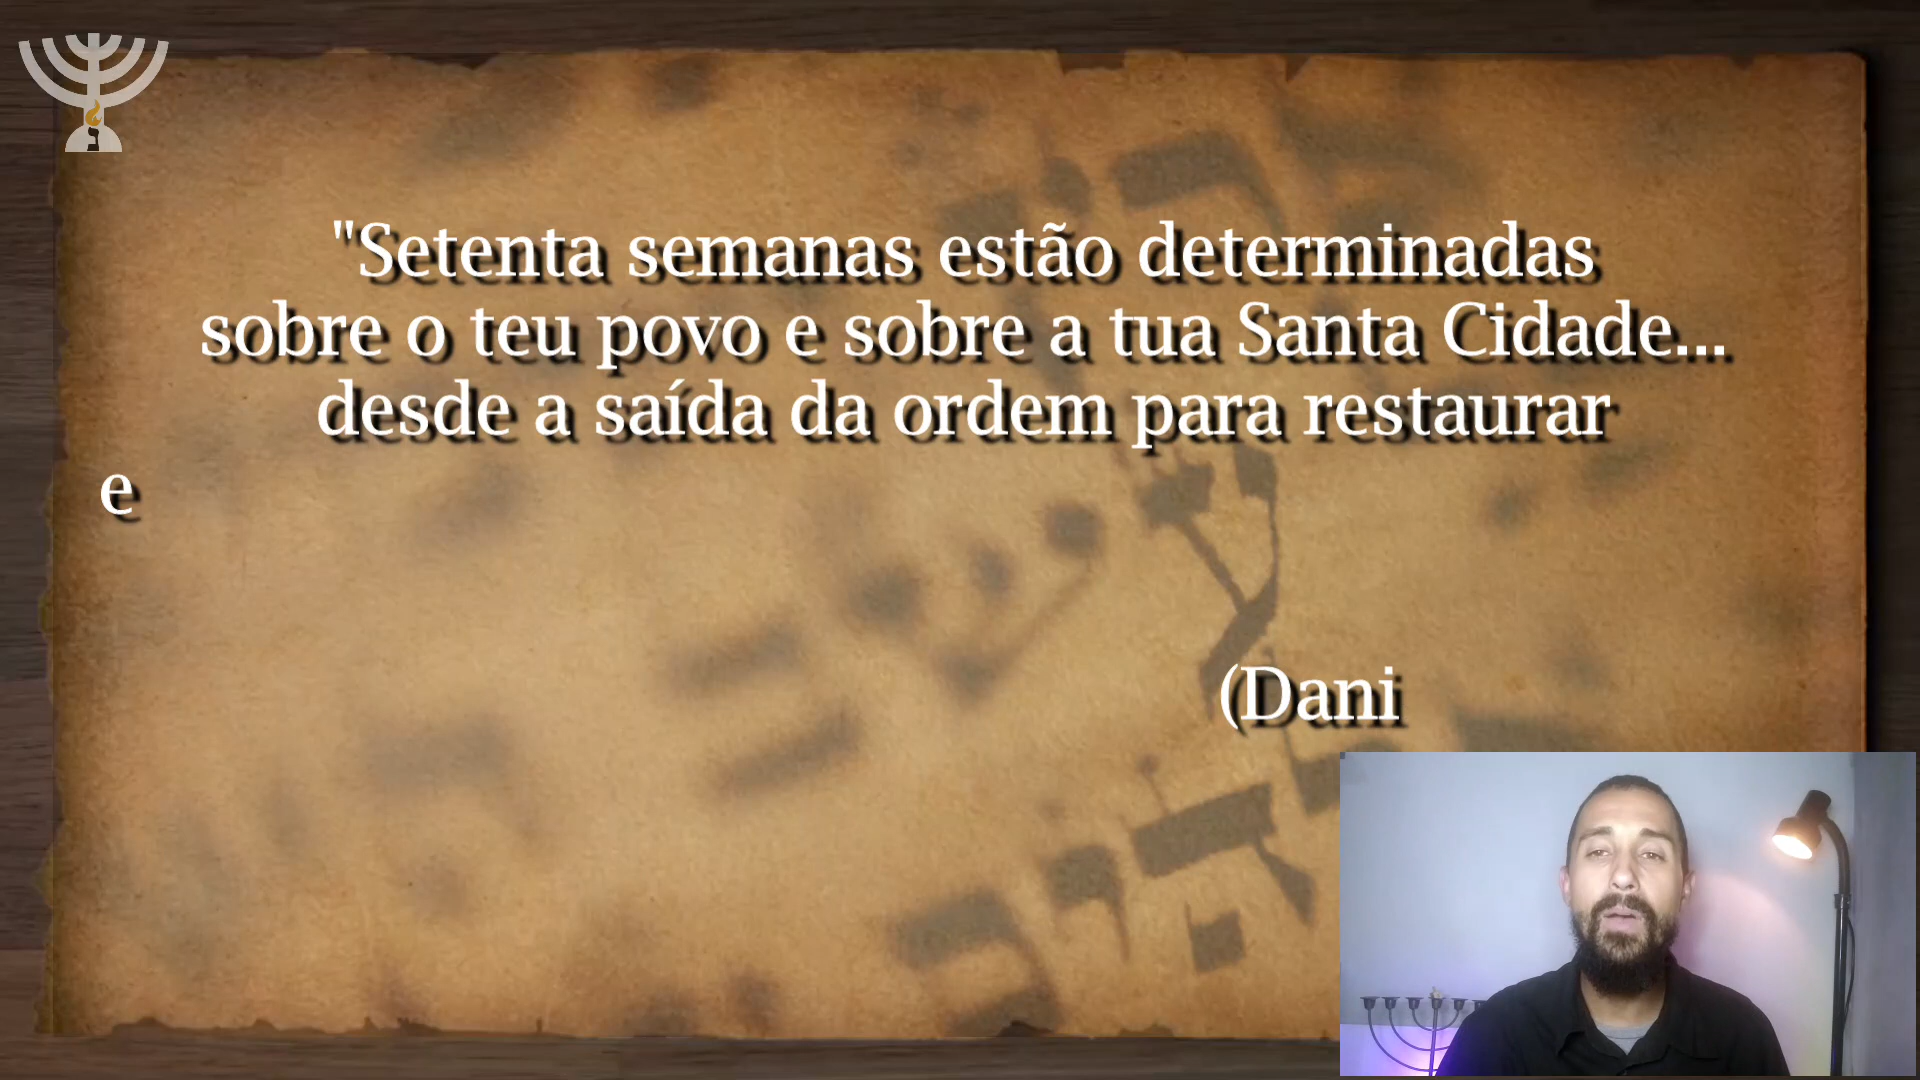 "Setenta semanas estão determinadas
sobre o teu povo e sobre a tua Santa Cidade...
desde a saída da ordem para restaurar
e
(Dani